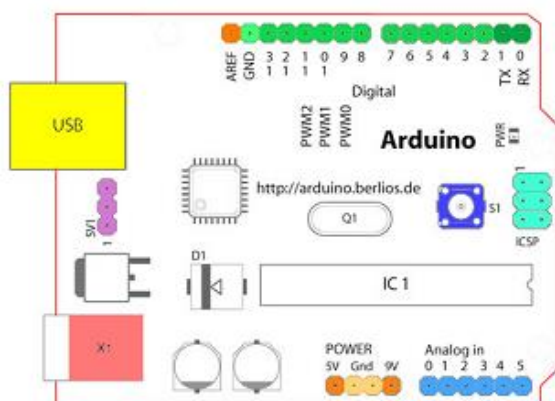 AREF
GND
13
12
11
10
9
8
7
6
5
4
3
2
1
0
TX
RX
Digital
USB
PWM2
PWM1
PWM0
Arduino
PWR
1
http://arduino.berlios.de
SV1
1
Q1
S1
ICSP
D1
IC 1
X1
POWER
5V Gnd 9V
Analog in
0 1 2 3 4 5